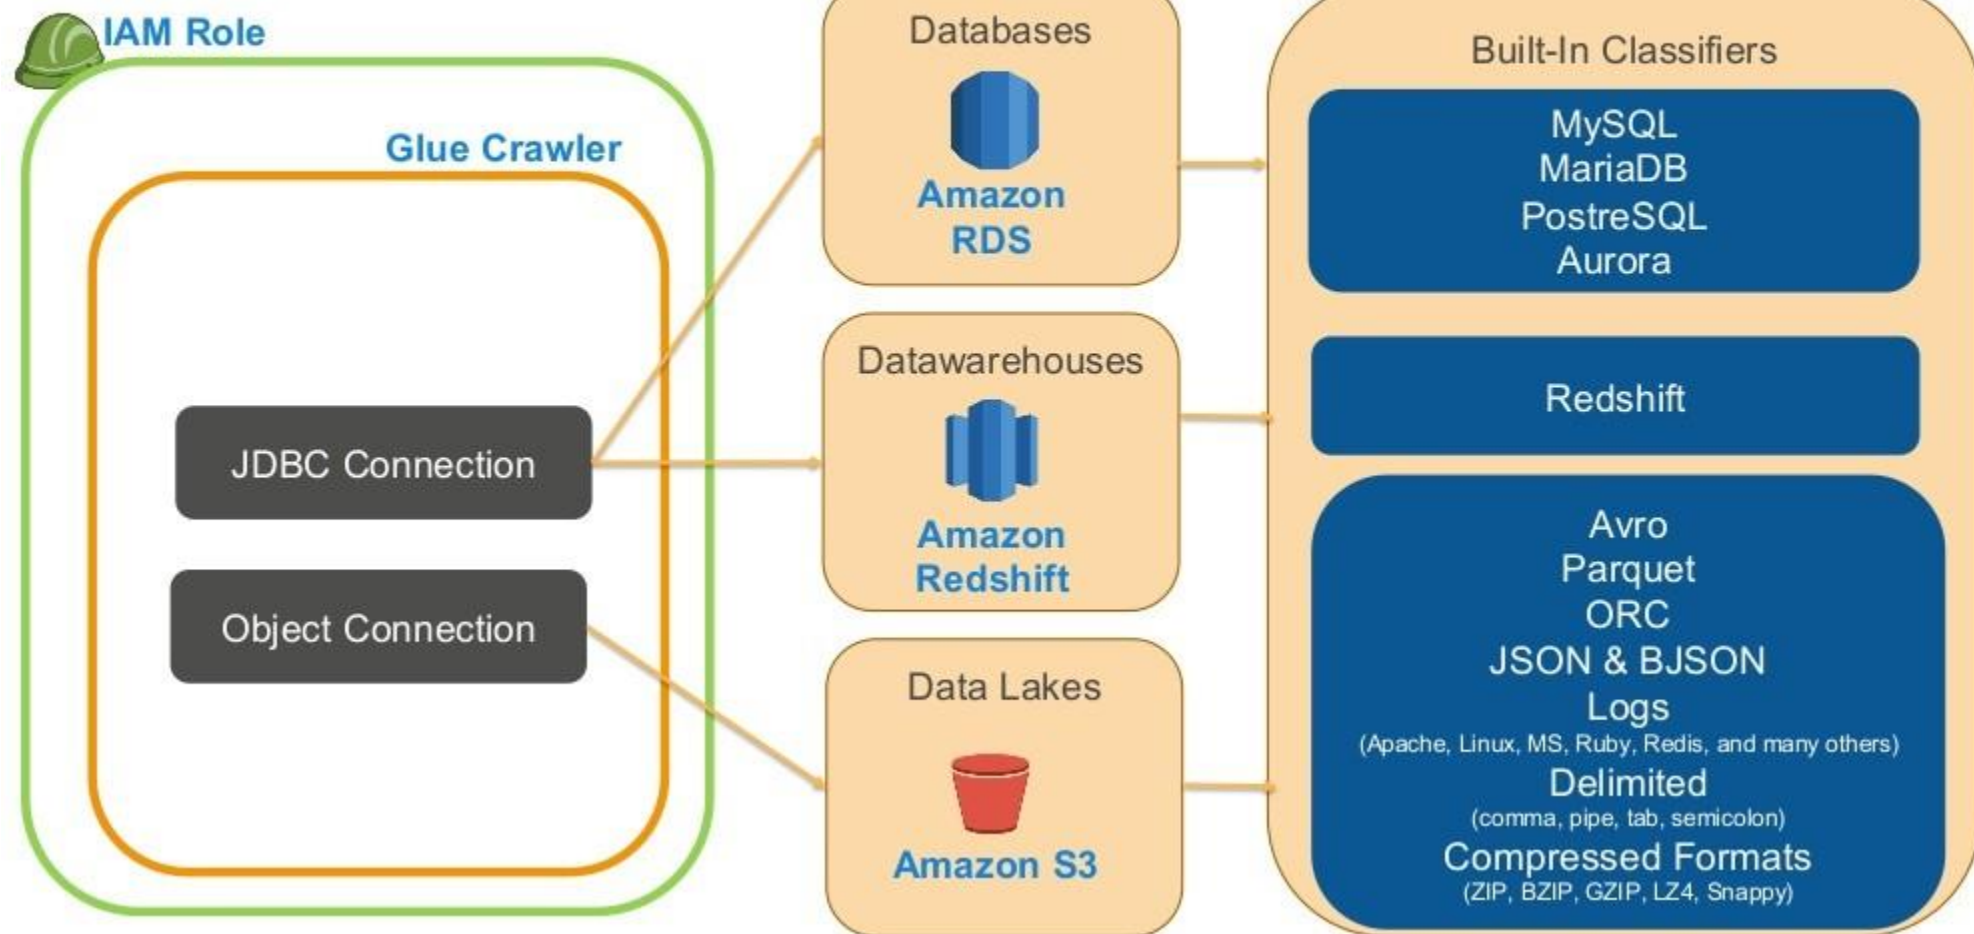 IAM Role
Glue Crawler
JDBC Connection
Object Connection
Databases
Amazon
RDS
Datawarehouses
Amazon
Redshift
Data Lakes
Amazon S3
Built-In Classifiers
MySQL
MariaDB
PostreSQL
Aurora
Redshift
Avro
Parquet
ORC
JSON & BJSON
Logs
(Apache, Linux, MS, Ruby, Redis, and many others)
Delimited
(comma, pipe, tab, semicolon)
Compressed Formats
(ZIP, BZIP, GZIP, LZ4, Snappy)